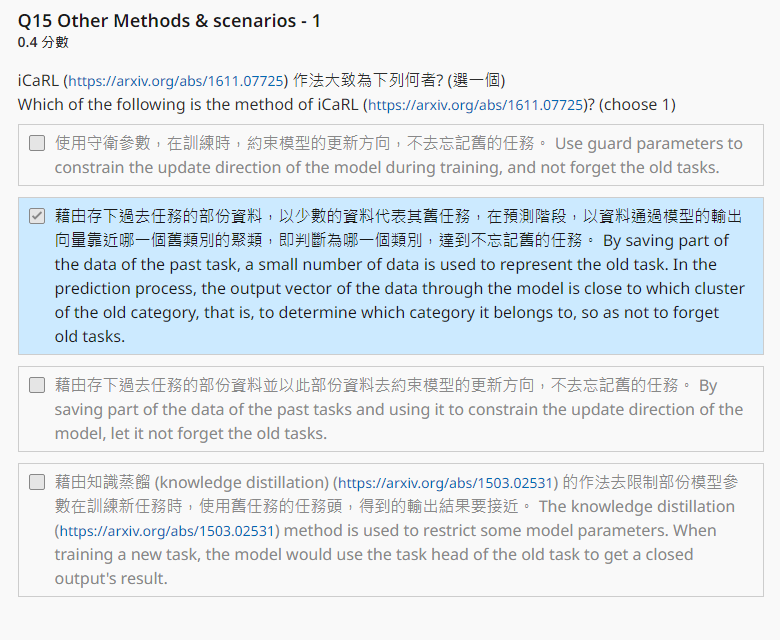 Q15 Other Methods & scenarios - 1
0.4 分數
iCaRL (https://arxiv.org/abs/1611.07725) 作法大致為下列何者? (選一個)
Which of the following is the method of iCaRL (https://arxiv.org/abs/1611.07725)? (choose 1)
使用守衛參數，在訓練時，約束模型的更新方向，不去忘記舊的任務。 Use guard parameters to
constrain the update direction of the model during training, and not forget the old tasks.
藉由存下過去任務的部份資料，以少數的資料代表其舊任務，在預測階段，以資料通過模型的輸出
向量靠近哪一個舊類別的聚類，即判斷為哪一個類別，達到不忘記舊的任務。 By saving part of
the data of the past task, a small number of data is used to represent the old task. In the
prediction process, the output vector of the data through the model is close to which cluster
of the old category, that is, to determine which category it belongs to, so as not to forget
old tasks.
藉由存下過去任務的部份資料並以此部份資料去約束模型的更新方向，不去忘記舊的任務。 By
saving part of the data of the past tasks and using it to constrain the update direction of the
model, let it not forget the old tasks.
藉由知識蒸餾 (knowledge distillation) (https://arxiv.org/abs/1503.02531) 的作法去限制部份模型參
數在訓練新任務時，使用舊任務的任務頭，得到的輸出結果要接近。 The knowledge distillation
(https://arxiv.org/abs/1503.02531) method is used to restrict some model parameters. When
training a new task, the model would use the task head of the old task to get a closed
output's result.